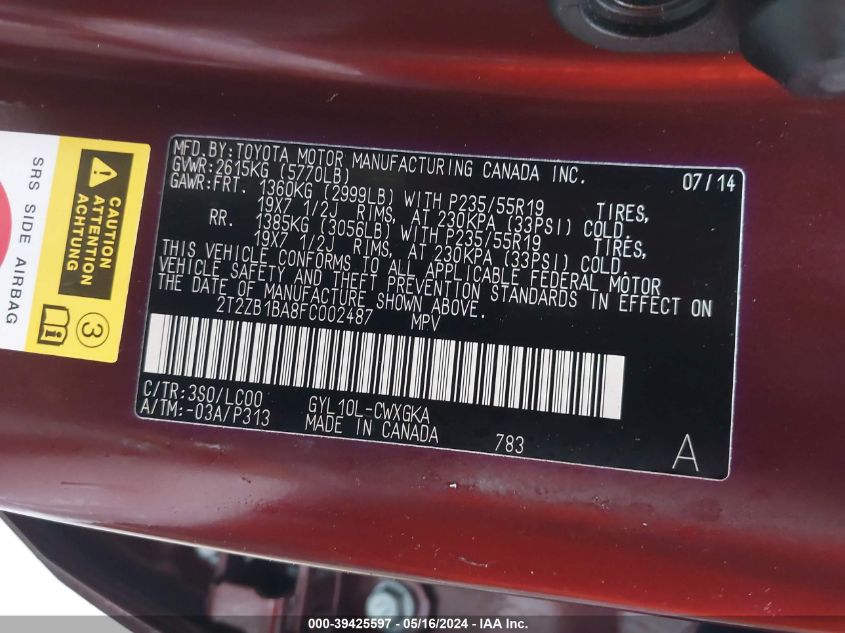 MFD.BY:TOYOTA MOTOR MANUFACTURING CANADA INC. 07/14
GVWR:2615KG (5770LB)
GAWR:FRT. 1360KG (2999LB) WITH P235/55R19 TIRES,
19X7 1/2J RIMS, AT 230KPA (33PSI) COLD.
RR. 1385KG (3056LB) WITH P235/55R19 TIRES,
19X7 1/2J RIMS, AT 230KPA (33PSI) COLD.
THIS VEHICLE CONFORMS TO ALL APPLICABLE FEDERAL MOTOR
VEHICLE SAFETY AND THEFT PREVENTION STANDARDS IN EFFECT ON
THE DATE OF MANUFACTURE SHOWN ABOVE.
2T2ZB1BA8FC002487 MPV
C/TR:3S0/LC00 GYL10L-CWXGKA
A/TM:-03A/P313 MADE IN CANADA 783 A
SRS SIDE AIRBAG
CAUTION
ATTENTION
3
000-39425597 - 05/16/2024 - IAA Inc.